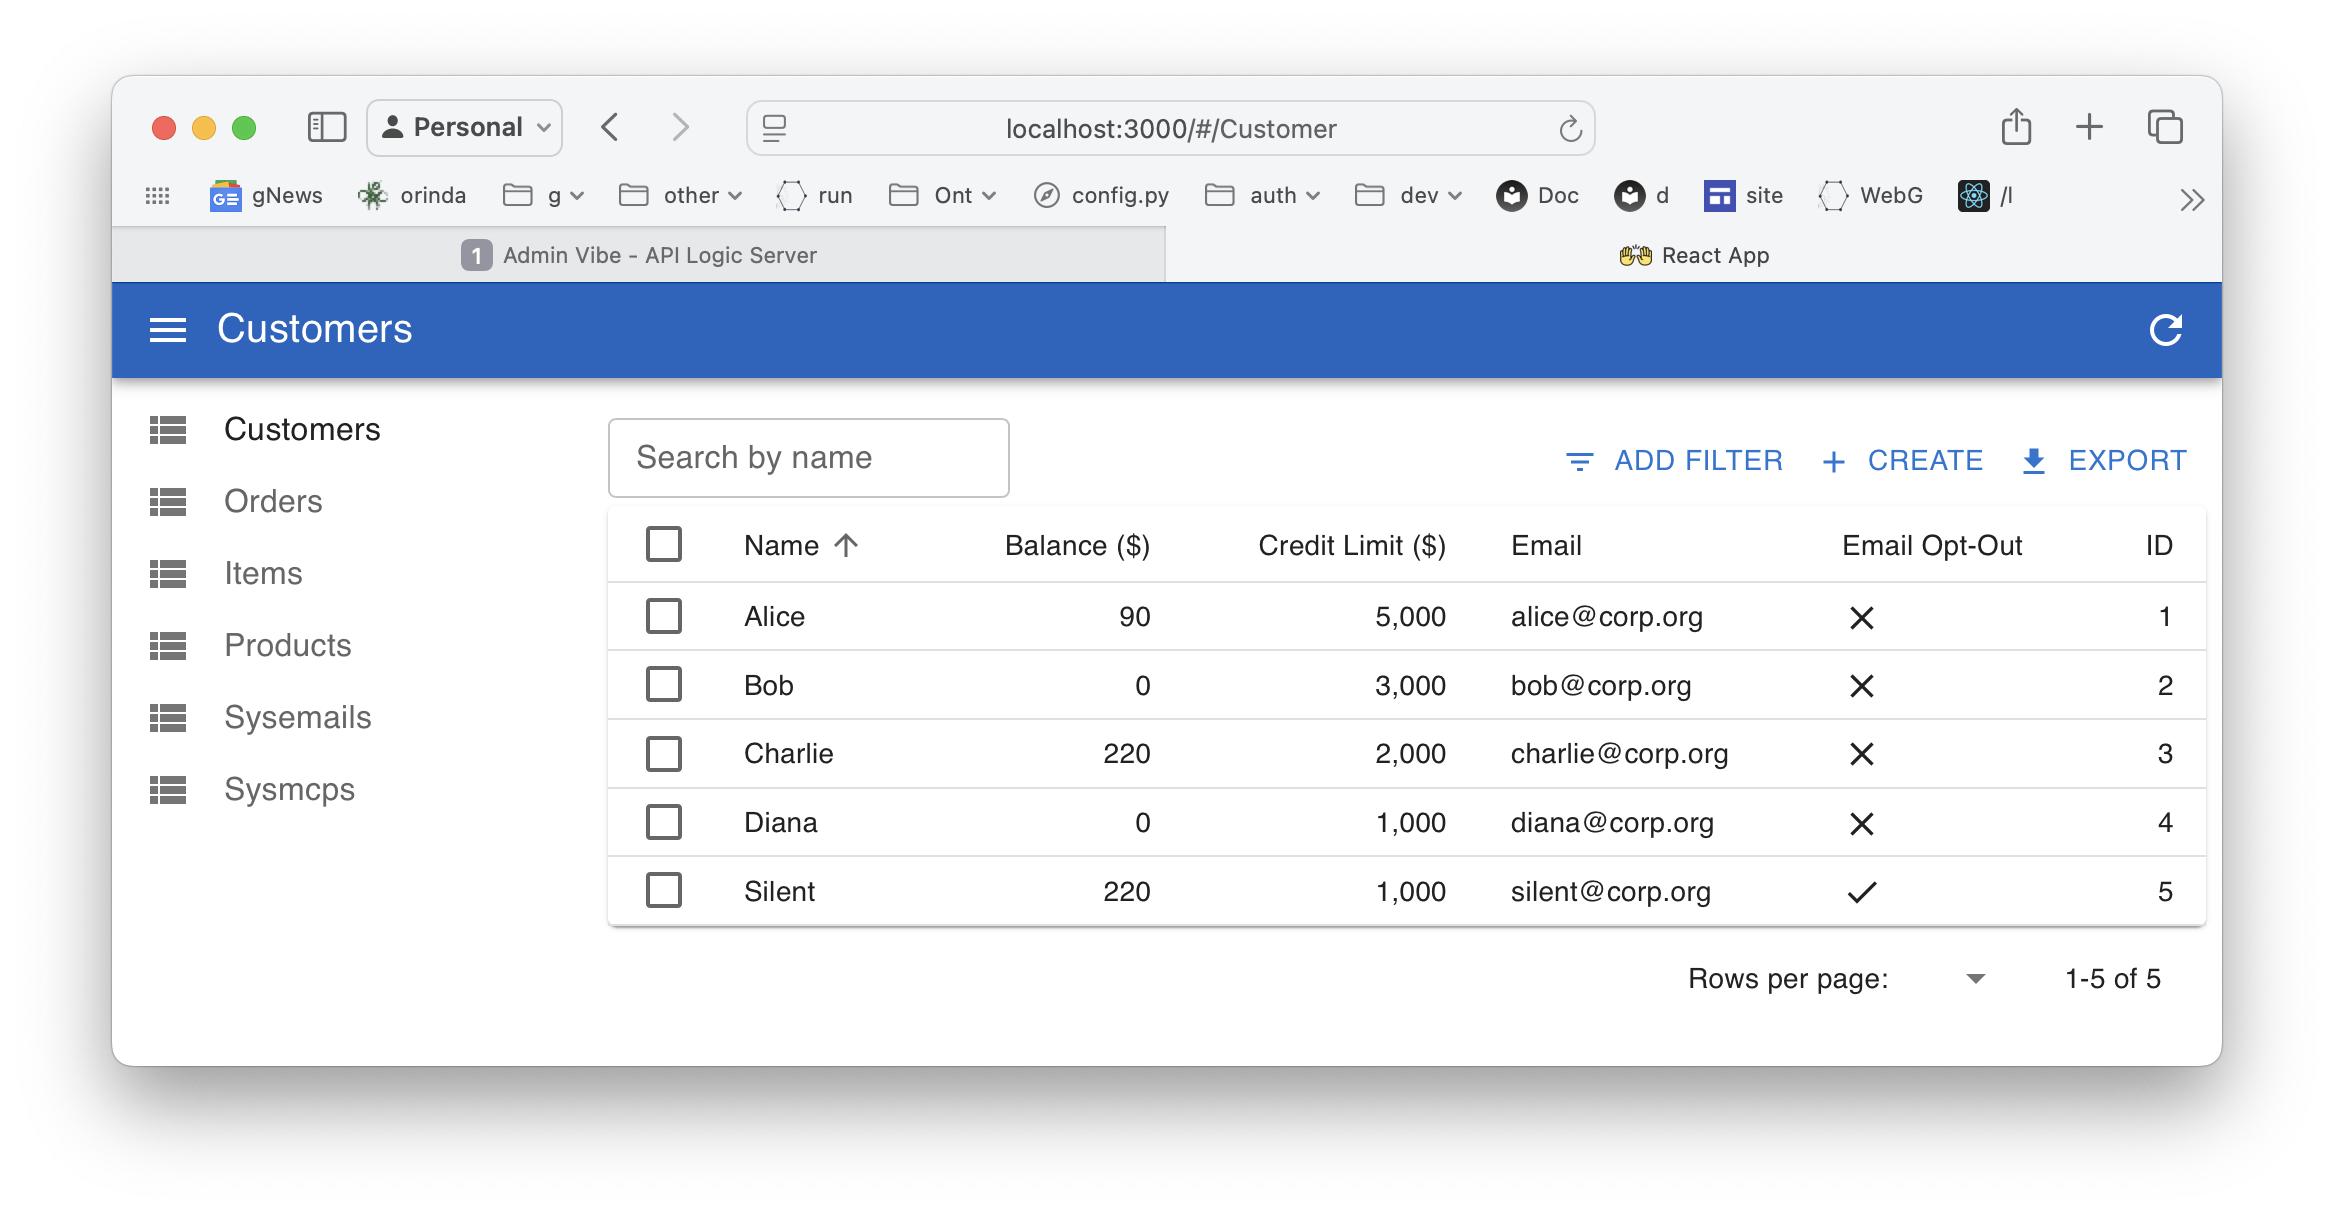 Personal localhost:3000/#/Customer
gNews orinda g other run Ont config.py auth dev Doc d site WebG /l
1 Admin Vibe - API Logic Server React App
Customers
Customers
Orders
Items
Products
Sysemails
Sysmcps
Search by name ADD FILTER CREATE EXPORT
Name Balance ($) Credit Limit ($) Email Email Opt-Out ID
Alice 90 5,000 alice@corp.org 1
Bob 0 3,000 bob@corp.org 2
Charlie 220 2,000 charlie@corp.org 3
Diana 0 1,000 diana@corp.org 4
Silent 220 1,000 silent@corp.org 5
Rows per page: 1-5 of 5